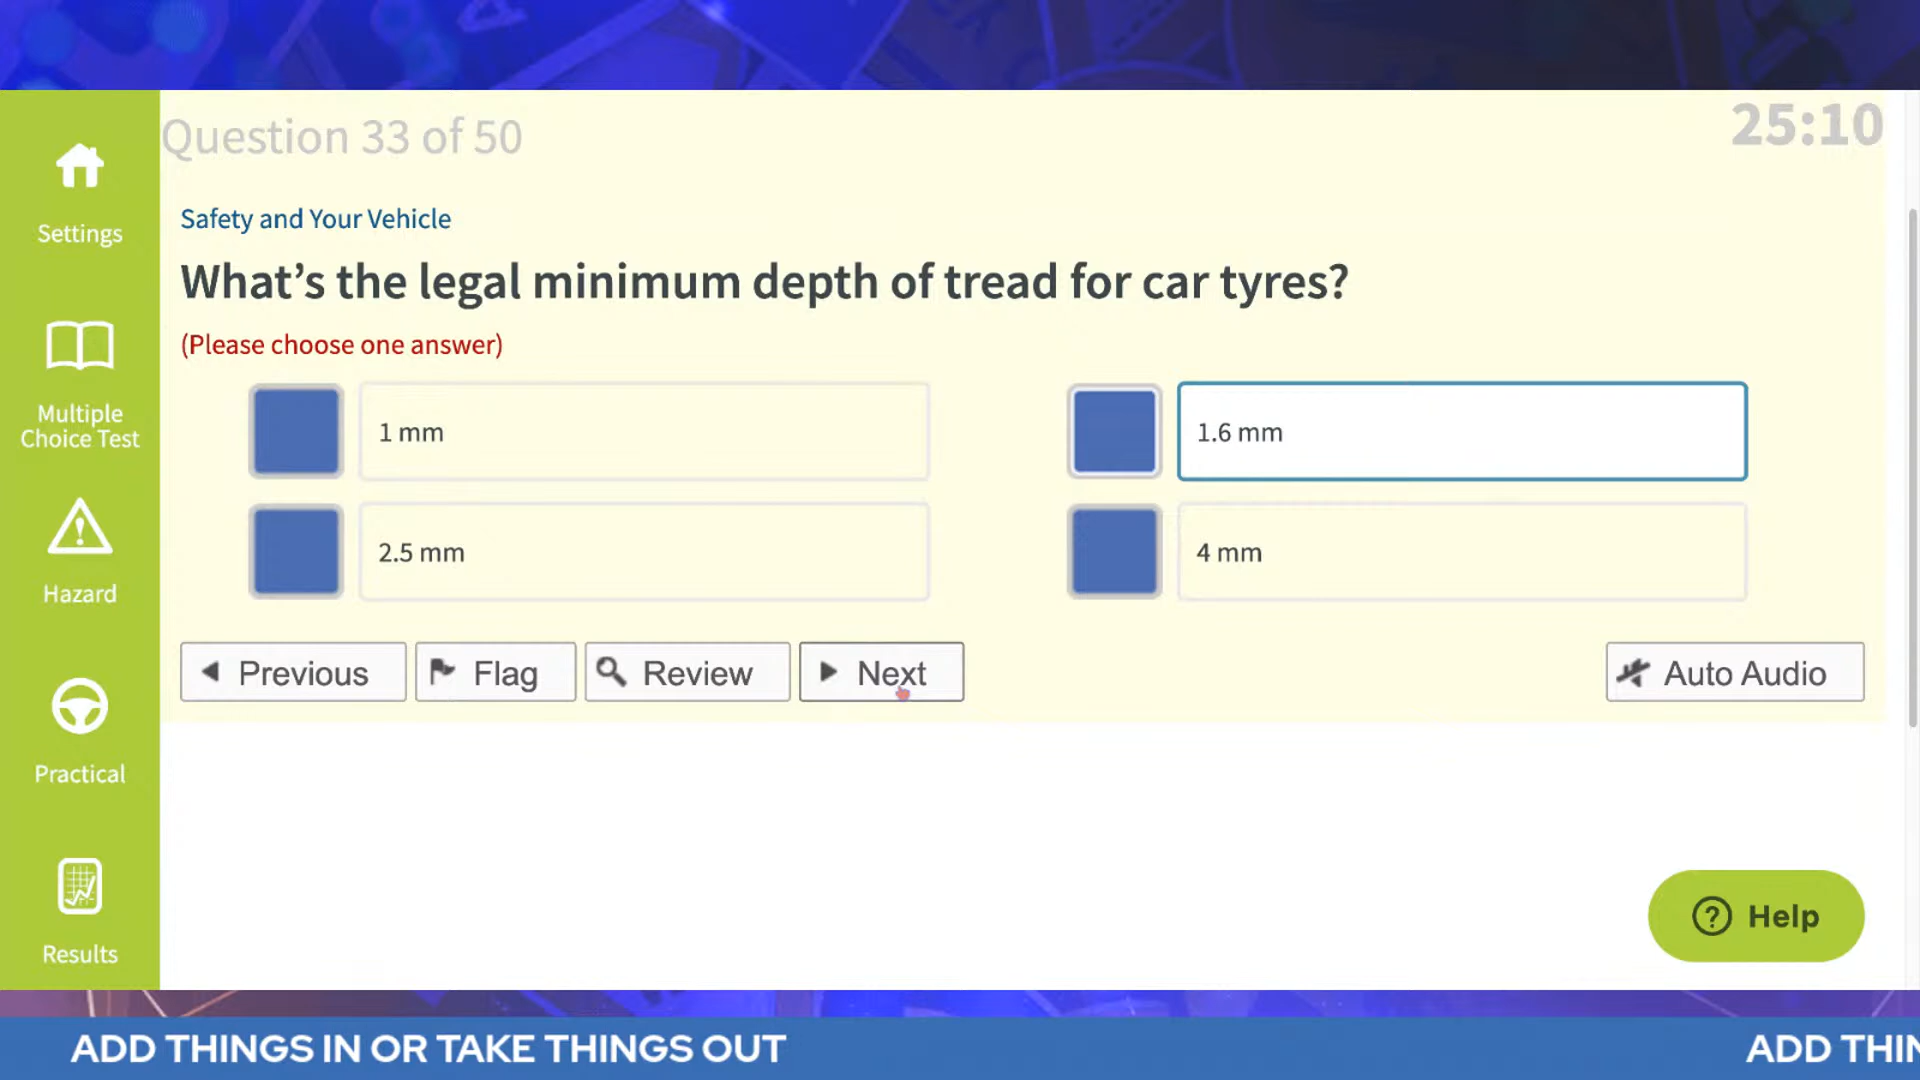 Question 33 of 50
25:10
Settings
Multiple
Choice Test
Hazard
Practical
Results
Safety and Your Vehicle
What’s the legal minimum depth of tread for car tyres?
(Please choose one answer)
1 mm
1.6 mm
2.5 mm
4 mm
Previous
Flag
Review
Next
Auto Audio
Help
ADD THINGS IN OR TAKE THINGS OUT
ADD THIN